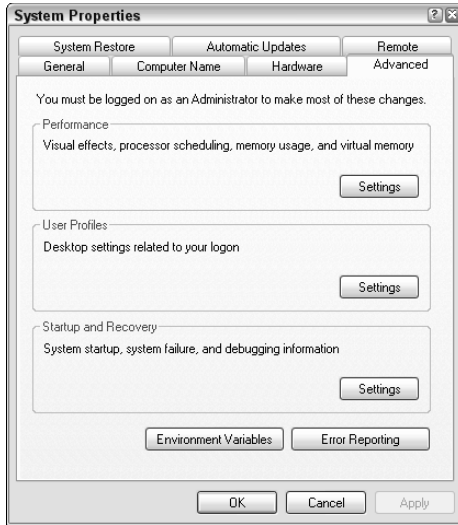 System Properties
System Restore Automatic Updates Remote
General Computer Name Hardware Advanced
You must be logged on as an Administrator to make most of these changes.
Performance
Visual effects, processor scheduling, memory usage, and virtual memory
Settings
User Profiles
Desktop settings related to your logon
Settings
Startup and Recovery
System startup, system failure, and debugging information
Settings
Environment Variables Error Reporting
OK Cancel Apply